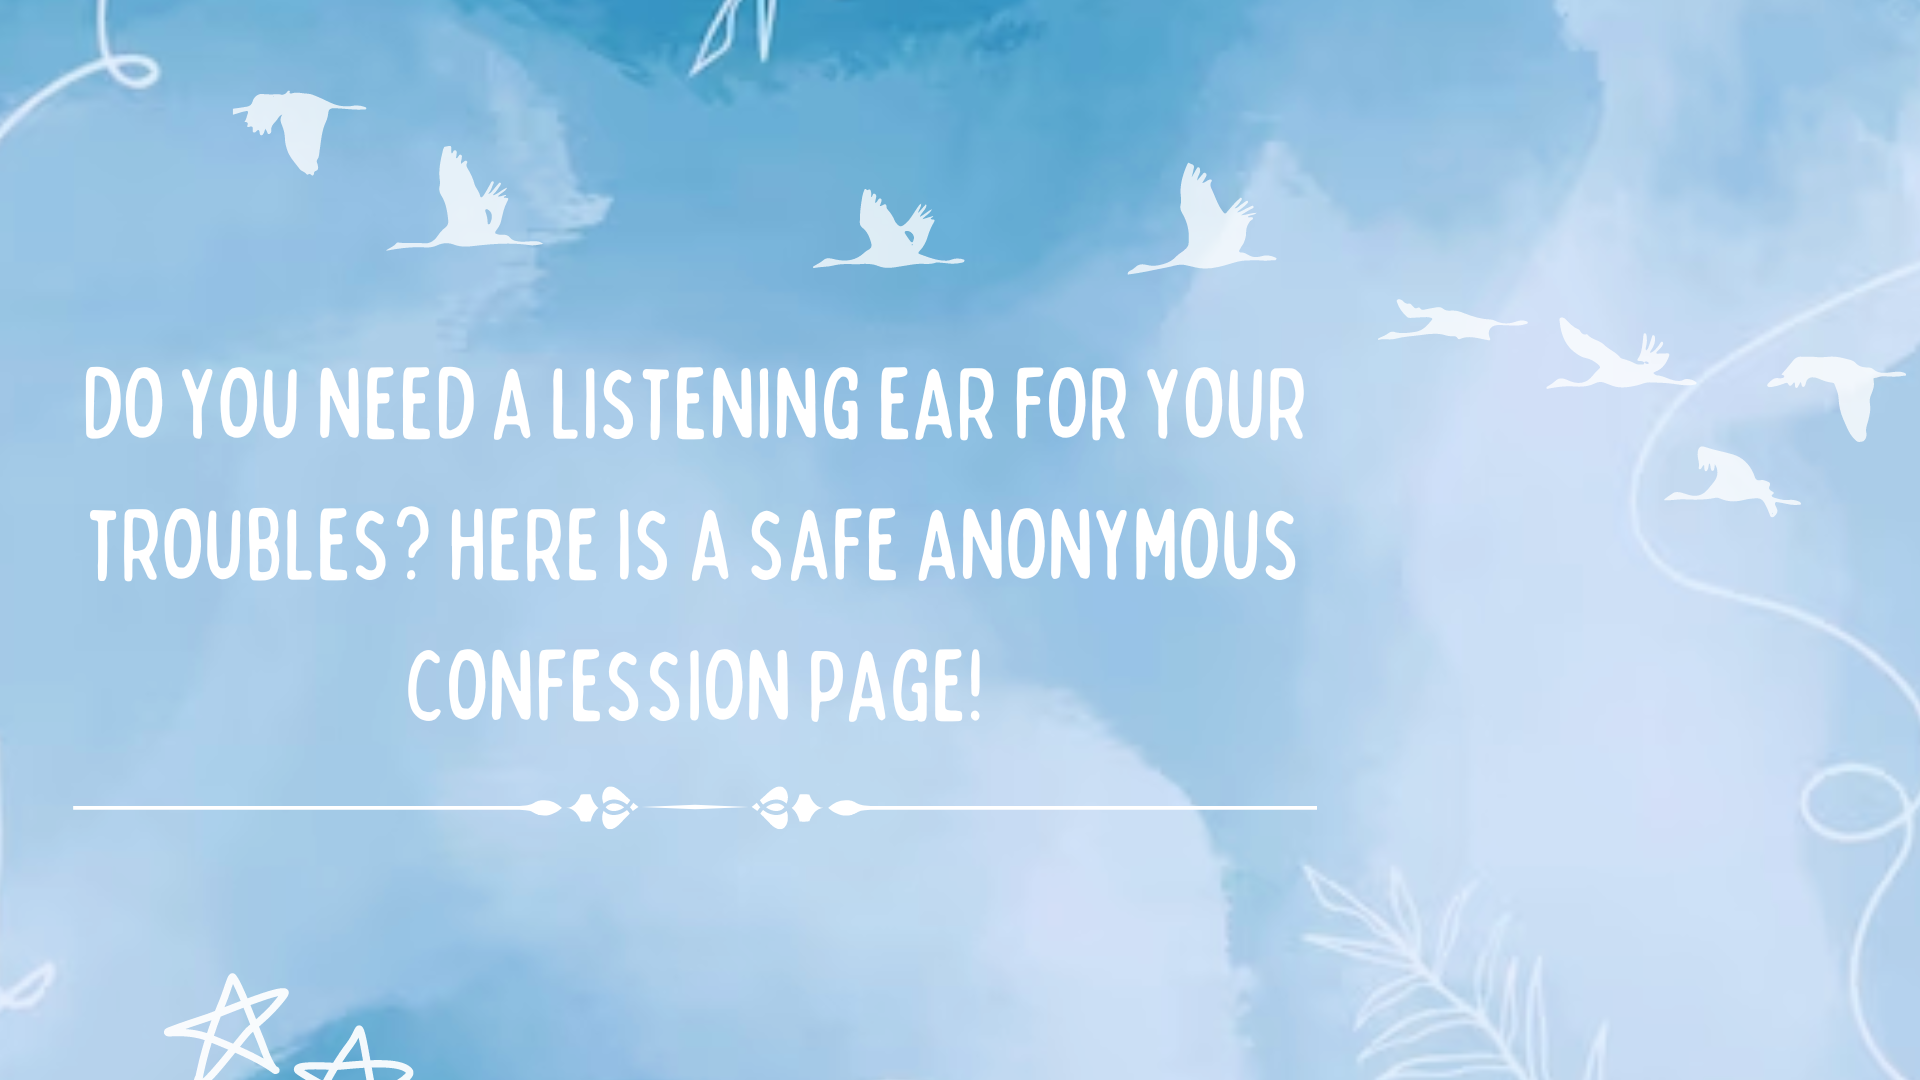 DO YOU NEED A LISTENING EAR FOR YOUR
TROUBLES? HERE IS A SAFE ANONYMOUS
CONFESSION PAGE!